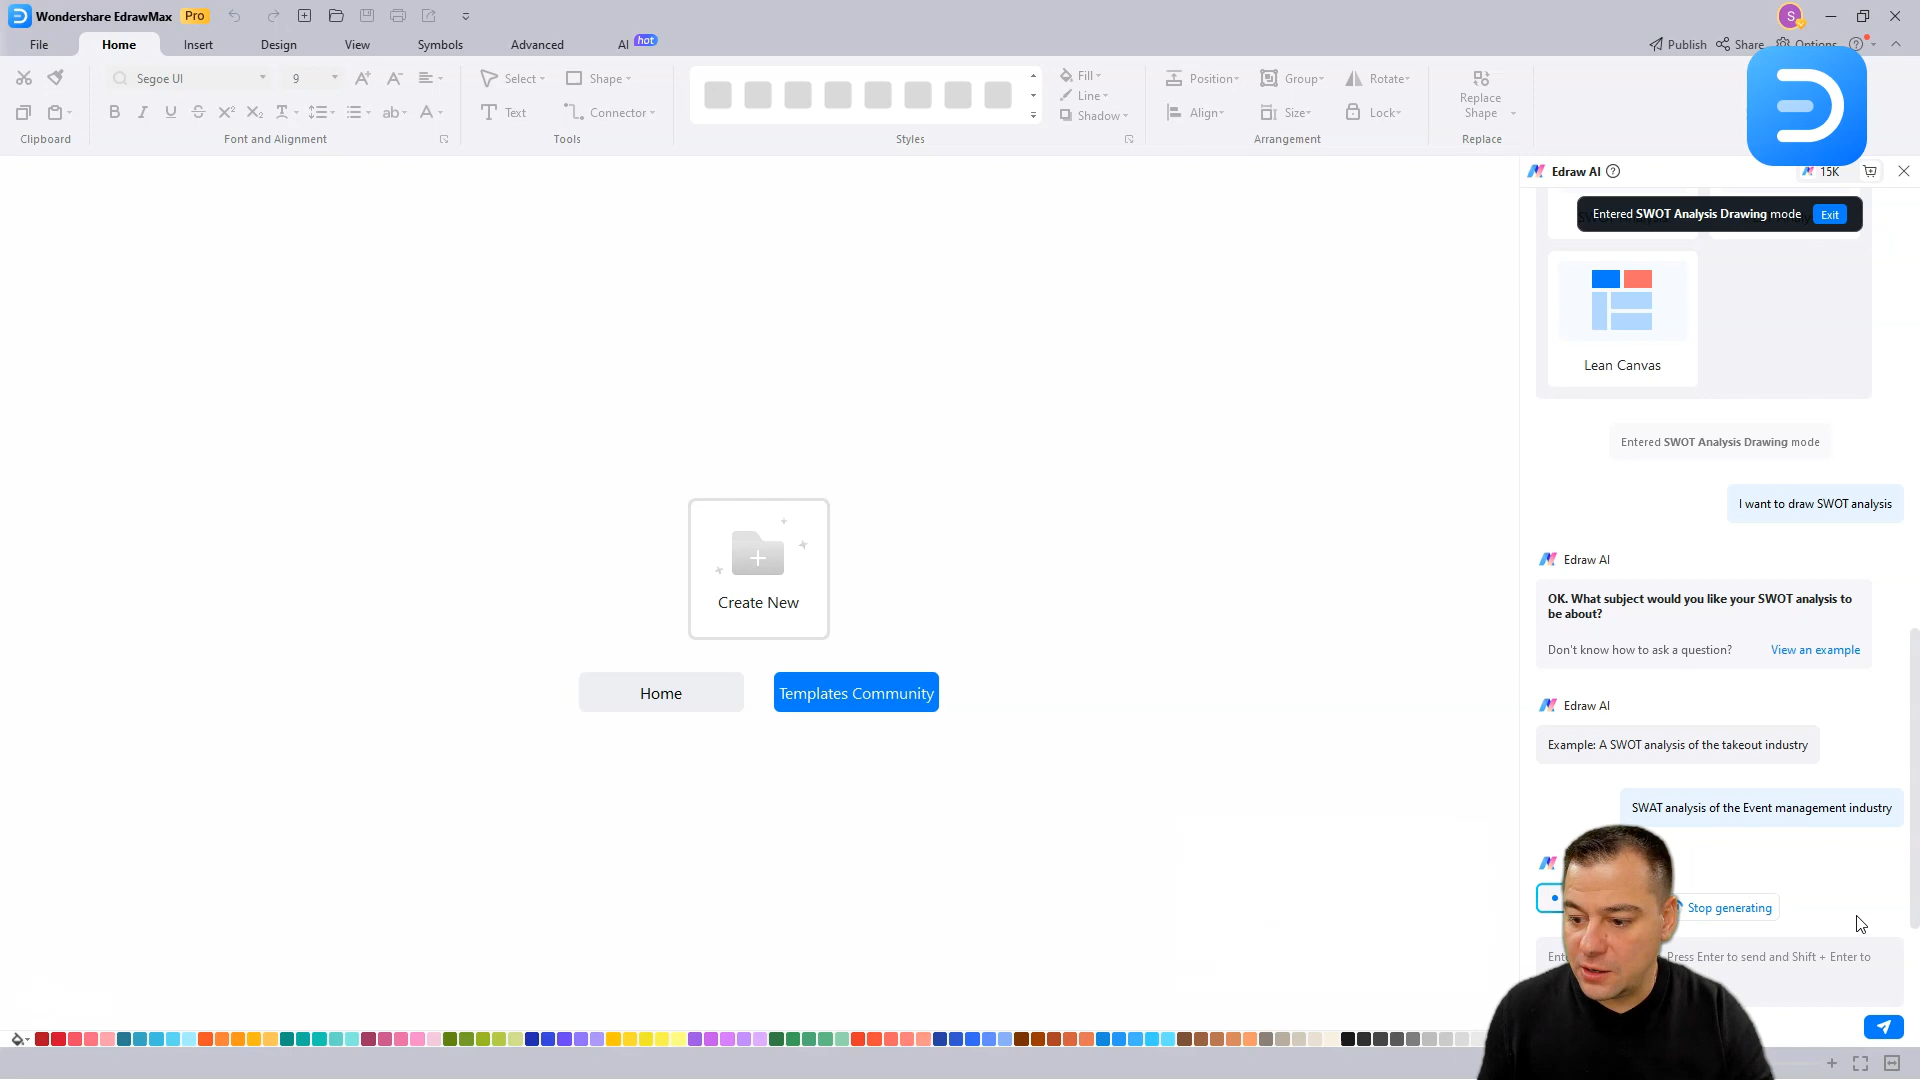 Wondershare EdrawMax Pro
File
Home
Insert
Design
View
Symbols
Advanced
AI
hot
Publish
Share
Options
Segoe UI
9
Select
Shape
Text
Connector
Fill
Line
Shadow
Position
Group
Rotate
Align
Size
Lock
Replace
Shape
Clipboard
Font and Alignment
Tools
Styles
Arrangement
Replace
Edraw AI
15K
Entered SWOT Analysis Drawing mode
Exit
Lean Canvas
Entered SWOT Analysis Drawing mode
I want to draw SWOT analysis
Edraw AI
OK. What subject would you like your SWOT analysis to
be about?
Don't know how to ask a question?
View an example
Edraw AI
Example: A SWOT analysis of the takeout industry
SWAT analysis of the Event management industry
Stop generating
Press Enter to send and Shift + Enter to
Create New
Home
Templates Community
S